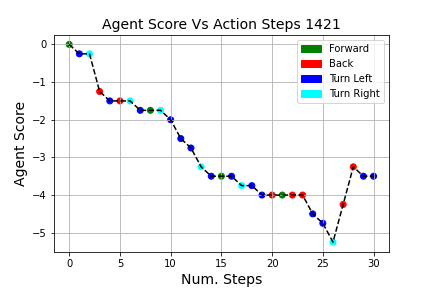 Agent Score Vs Action Steps 1421
Forward
Back
Turn Left
Turn Right
0
−1
−2
−3
−4
−5
Agent Score
0 5 10 15 20 25 30
Num. Steps